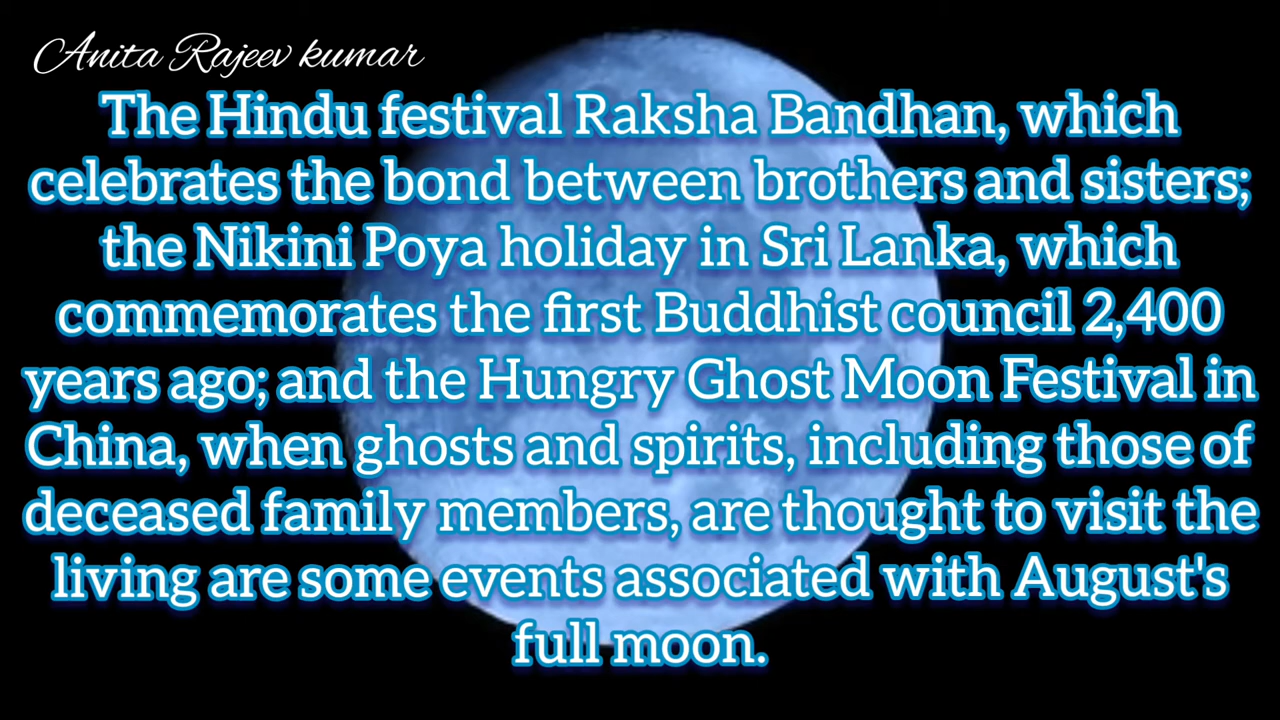 Anita Rajeev kumar
The Hindu festival Raksha Bandhan, which
celebrates the bond between brothers and sisters;
the Nikini Poya holiday in Sri Lanka, which
commemorates the first Buddhist council 2,400
years ago; and the Hungry Ghost Moon Festival in
China, when ghosts and spirits, including those of
deceased family members, are thought to visit the
living are some events associated with August's
full moon.